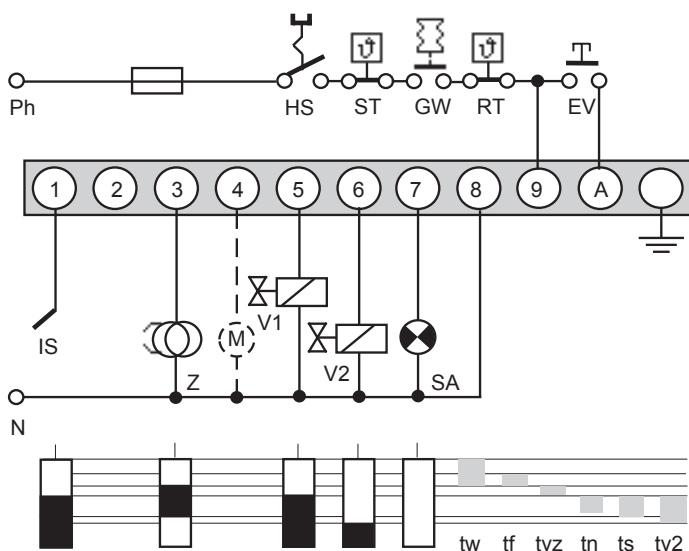 ϑ ϑ
Ph HS ST GW RT EV
1 2 3 4 5 6 7 8 9 A
M
V1
IS Z V2 SA
N
tw tf tvz tn ts tv2